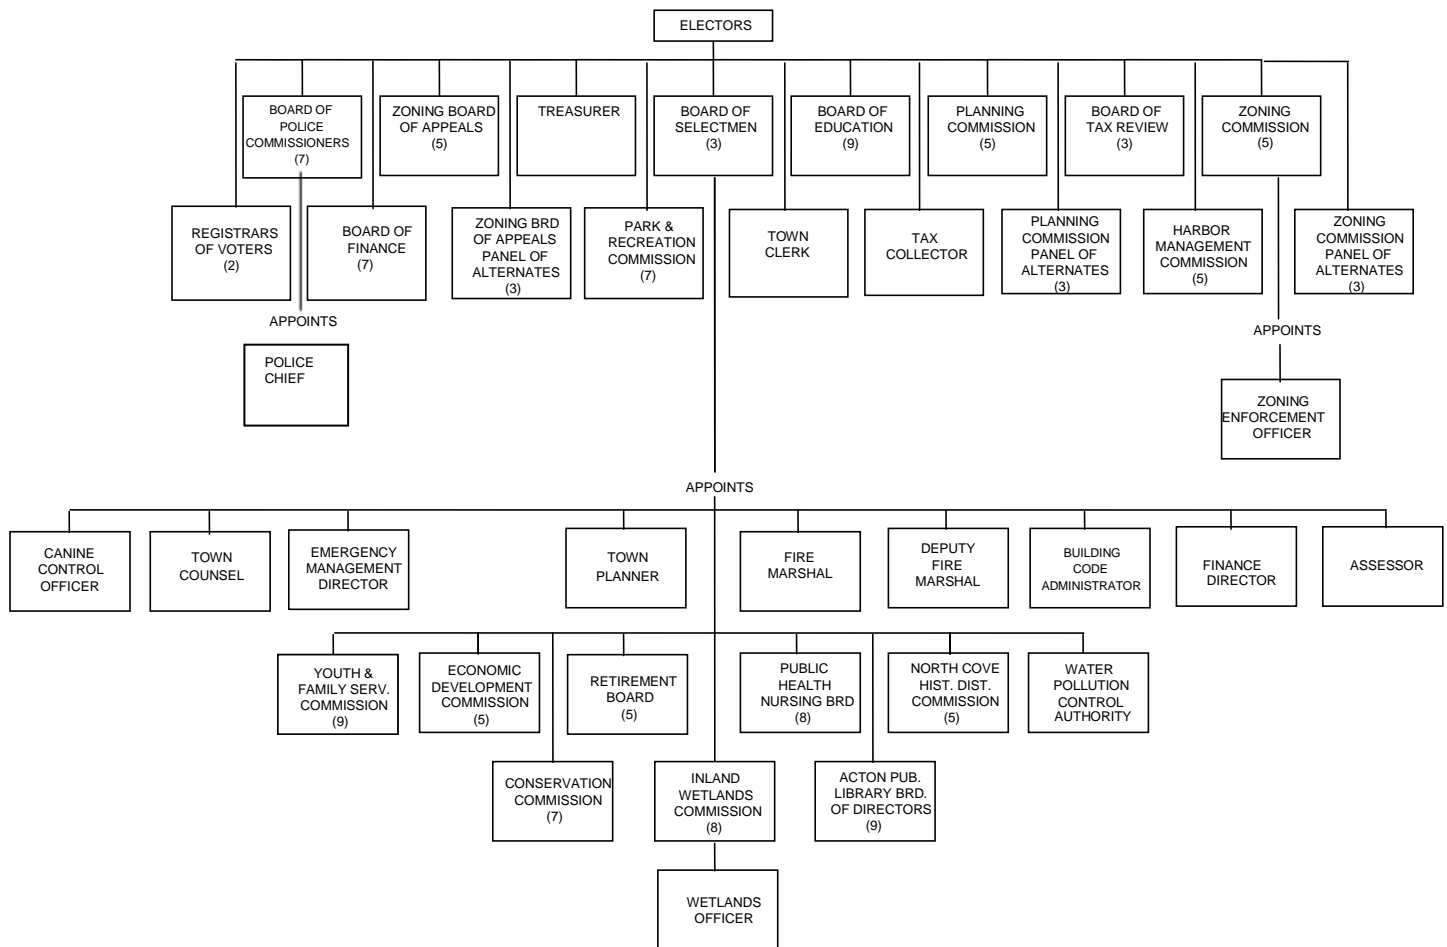 ELECTORS
BOARD OF
POLICE
COMMISSIONERS
(7)
ZONING BOARD
OF APPEALS
(5)
TREASURER
BOARD OF
SELECTMEN
(3)
BOARD OF
EDUCATION
(9)
PLANNING
COMMISSION
(5)
BOARD OF
TAX REVIEW
(3)
ZONING
COMMISSION
(5)
REGISTRARS
OF VOTERS
(2)
BOARD OF
FINANCE
(7)
ZONING BRD
OF APPEALS
PANEL OF
ALTERNATES
(3)
PARK &
RECREATION
COMMISSION
(7)
TOWN
CLERK
TAX
COLLECTOR
PLANNING
COMMISSION
PANEL OF
ALTERNATES
(3)
HARBOR
MANAGEMENT
COMMISSION
(5)
ZONING
COMMISSION
PANEL OF
ALTERNATES
(3)
APPOINTS
APPOINTS
POLICE
CHIEF
ZONING
ENFORCEMENT
OFFICER
APPOINTS
CANINE
CONTROL
OFFICER
TOWN
COUNSEL
EMERGENCY
MANAGEMENT
DIRECTOR
TOWN
PLANNER
FIRE
MARSHAL
DEPUTY
FIRE
MARSHAL
BUILDING
CODE
ADMINISTRATOR
FINANCE
DIRECTOR
ASSESSOR
YOUTH &
FAMILY SERV.
COMMISSION
(9)
ECONOMIC
DEVELOPMENT
COMMISSION
(5)
RETIREMENT
BOARD
(5)
PUBLIC
HEALTH
NURSING BRD
(8)
NORTH COVE
HIST. DIST.
COMMISSION
(5)
WATER
POLLUTION
CONTROL
AUTHORITY
CONSERVATION
COMMISSION
(7)
INLAND
WETLANDS
COMMISSION
(8)
ACTON PUB.
LIBRARY BRD.
OF DIRECTORS
(9)
WETLANDS
OFFICER